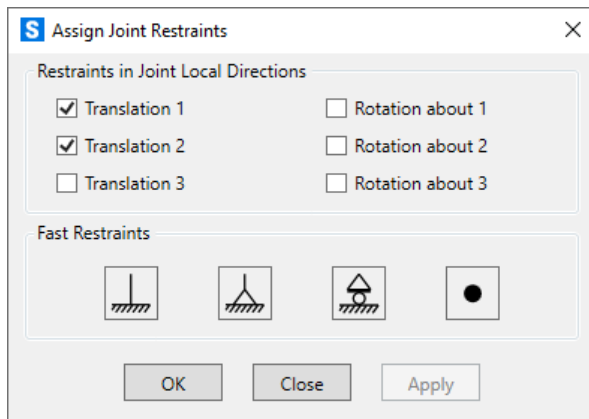 S Assign Joint Restraints
Restraints in Joint Local Directions
Translation 1 Rotation about 1
Translation 2 Rotation about 2
Translation 3 Rotation about 3
Fast Restraints
OK Close Apply